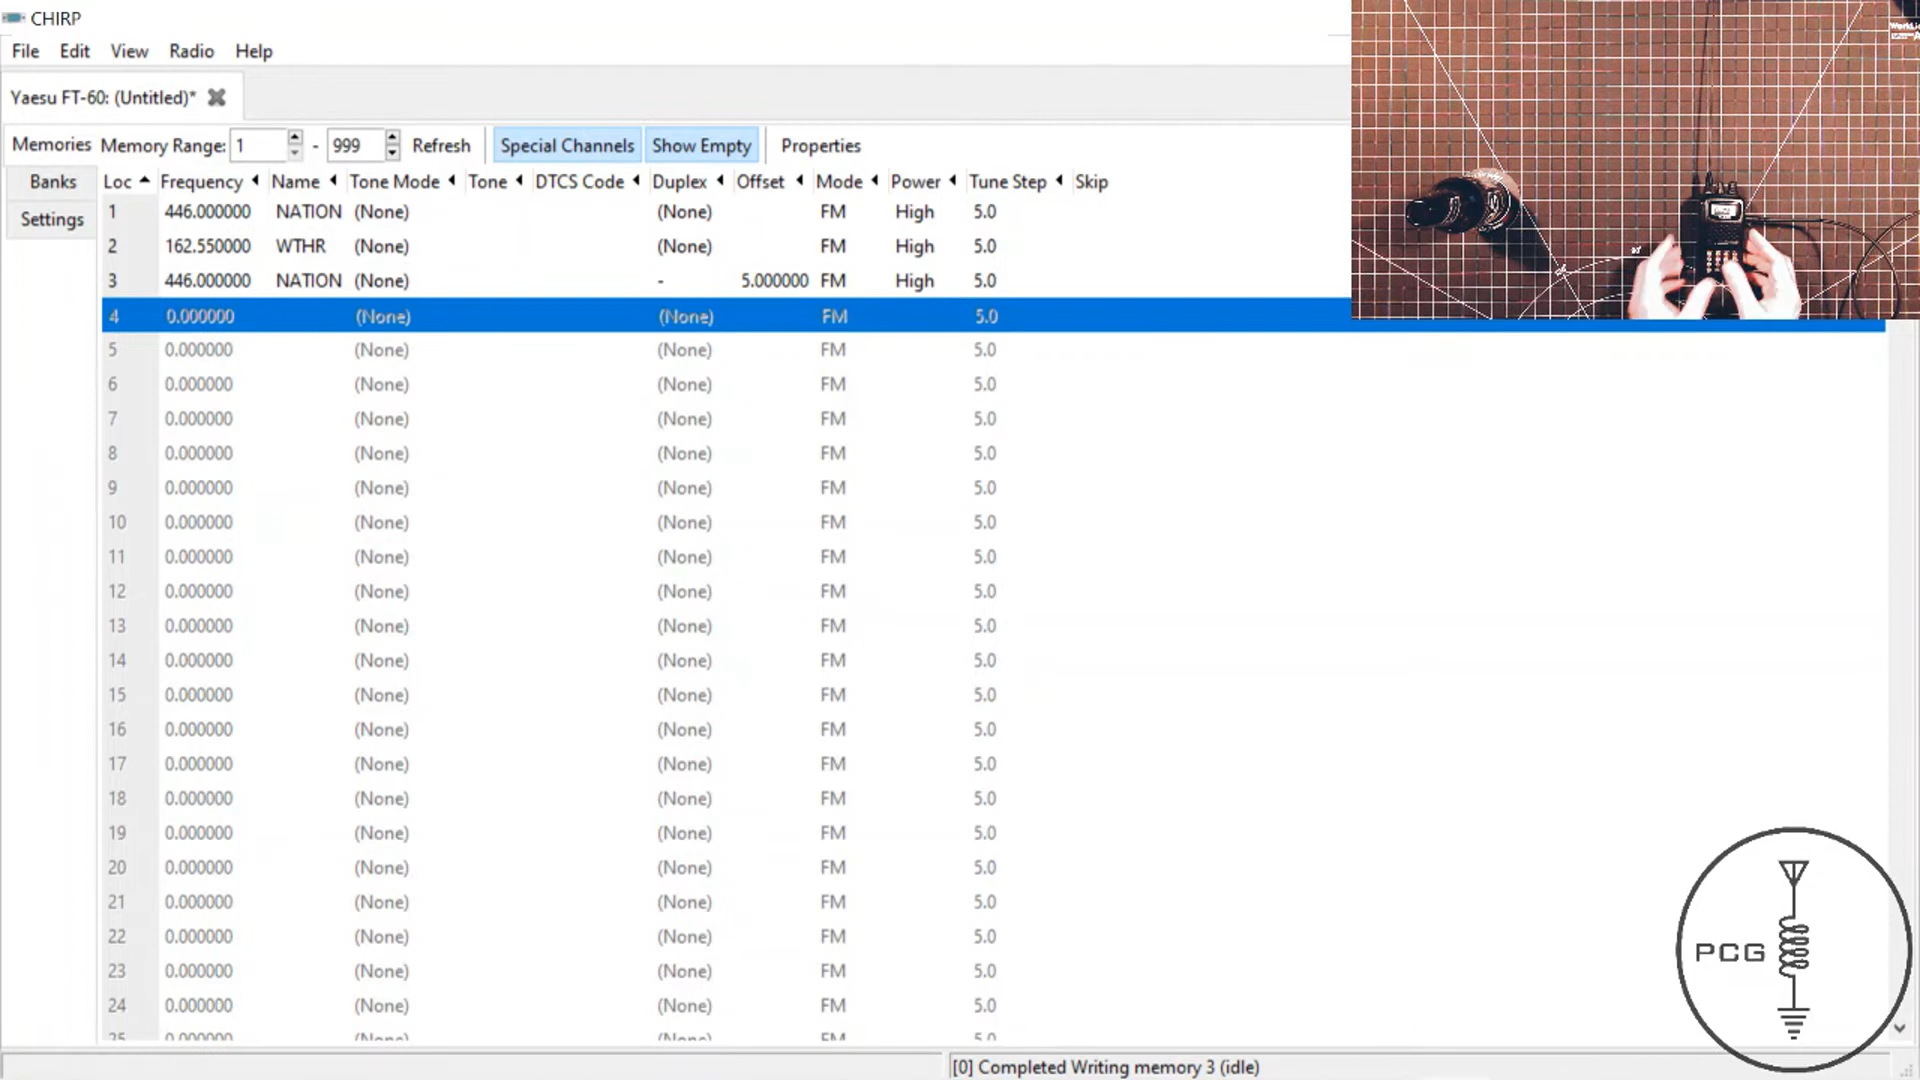 CHIRP
File Edit View Radio Help
Yaesu FT-60: (Untitled)*
Memories Memory Range: 1 - 999 Refresh Special Channels Show Empty Properties
Banks
Settings
Loc Frequency Name Tone Mode Tone DTCS Code Duplex Offset Mode Power Tune Step Skip
1 446.000000 NATION (None) (None) FM High 5.0
2 162.550000 WTHR (None) (None) FM High 5.0
3 446.000000 NATION (None) - 5.000000 FM High 5.0
4 0.000000 (None) (None) FM 5.0
5 0.000000 (None) (None) FM 5.0
6 0.000000 (None) (None) FM 5.0
7 0.000000 (None) (None) FM 5.0
8 0.000000 (None) (None) FM 5.0
9 0.000000 (None) (None) FM 5.0
10 0.000000 (None) (None) FM 5.0
11 0.000000 (None) (None) FM 5.0
12 0.000000 (None) (None) FM 5.0
13 0.000000 (None) (None) FM 5.0
14 0.000000 (None) (None) FM 5.0
15 0.000000 (None) (None) FM 5.0
16 0.000000 (None) (None) FM 5.0
17 0.000000 (None) (None) FM 5.0
18 0.000000 (None) (None) FM 5.0
19 0.000000 (None) (None) FM 5.0
20 0.000000 (None) (None) FM 5.0
21 0.000000 (None) (None) FM 5.0
22 0.000000 (None) (None) FM 5.0
23 0.000000 (None) (None) FM 5.0
24 0.000000 (None) (None) FM 5.0
25 0.000000 (None) (None) FM 5.0
PCG
[0] Completed Writing memory 3 (idle)